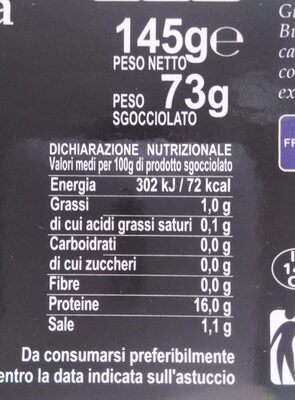 a
145g e
PESO NETTO
PESO 73g
SGOCCIOLATO
DICHIARAZIONE NUTRIZIONALE
Valori medi per 100g di prodotto sgocciolato
Energia 302 kJ / 72 kcal
Grassi 1,0 g
di cui acidi grassi saturi 0,1 g
Carboidrati 0,0 g
di cui zuccheri 0,0 g
Fibre 0,0 g
Proteine 16,0 g
Sale 1,1 g
Da consumarsi preferibilmente
entro la data indicata sull'astuccio